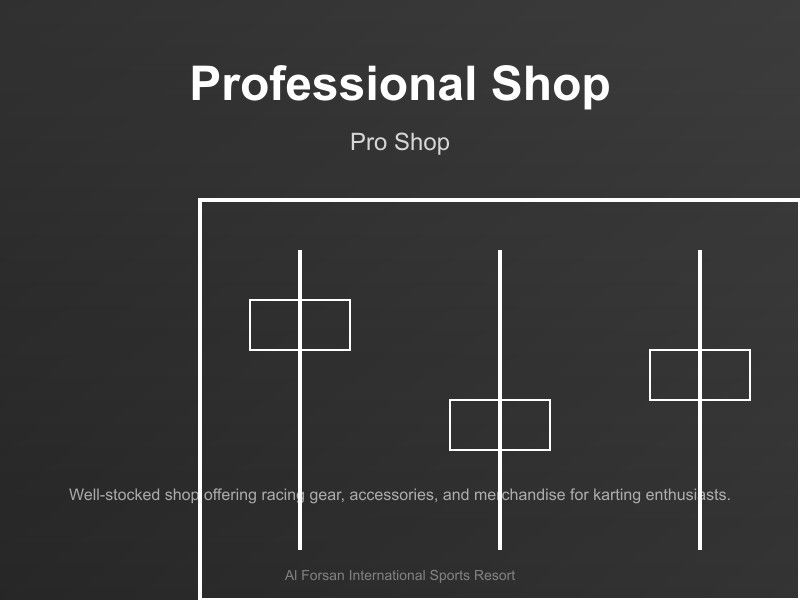 Professional Shop
Pro Shop
Well-stocked shop offering racing gear, accessories, and merchandise for karting enthusiasts.
Al Forsan International Sports Resort